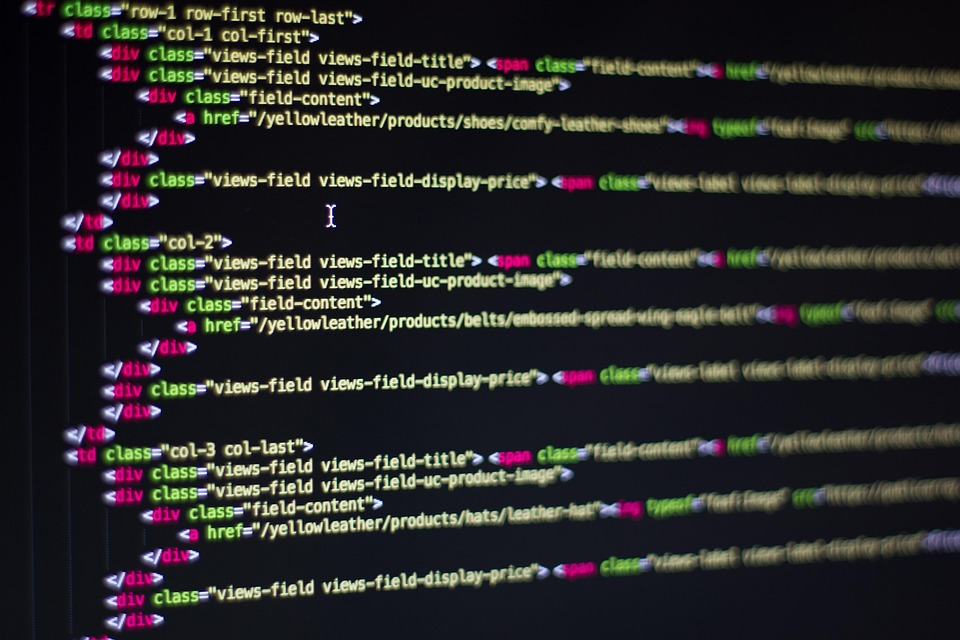 <tr class="row-1 row-first row-last">
<td class="col-1 col-first">
<div class="views-field views-field-title"> <span class="field-content"><a href="/yellowleather/products/
<div class="views-field views-field-uc-product-image">
<div class="field-content">
<a href="/yellowleather/products/shoes/comfy-leather-shoes"><img typeof="foaf:Image" src="
</div>
</div>
<div class="views-field views-field-display-price"> <span class="views-label views-label-display-price"
</div>
</td>
<td class="col-2">
<div class="views-field views-field-title"> <span class="field-content"><a href="/yellowleather/products/
<div class="views-field views-field-uc-product-image">
<div class="field-content">
<a href="/yellowleather/products/belts/embossed-spread-wing-eagle-belt"><img typeof="foaf:Image"
</div>
</div>
<div class="views-field views-field-display-price"> <span class="views-label views-label-display-price"
</div>
</td>
<td class="col-3 col-last">
<div class="views-field views-field-title"> <span class="field-content"><a href="/yellowleather/
<div class="views-field views-field-uc-product-image">
<div class="field-content">
<a href="/yellowleather/products/hats/leather-hat"><img typeof="foaf:Image" src="
</div>
</div>
<div class="views-field views-field-display-price"> <span class="views-label views-label-display-price"
</div>